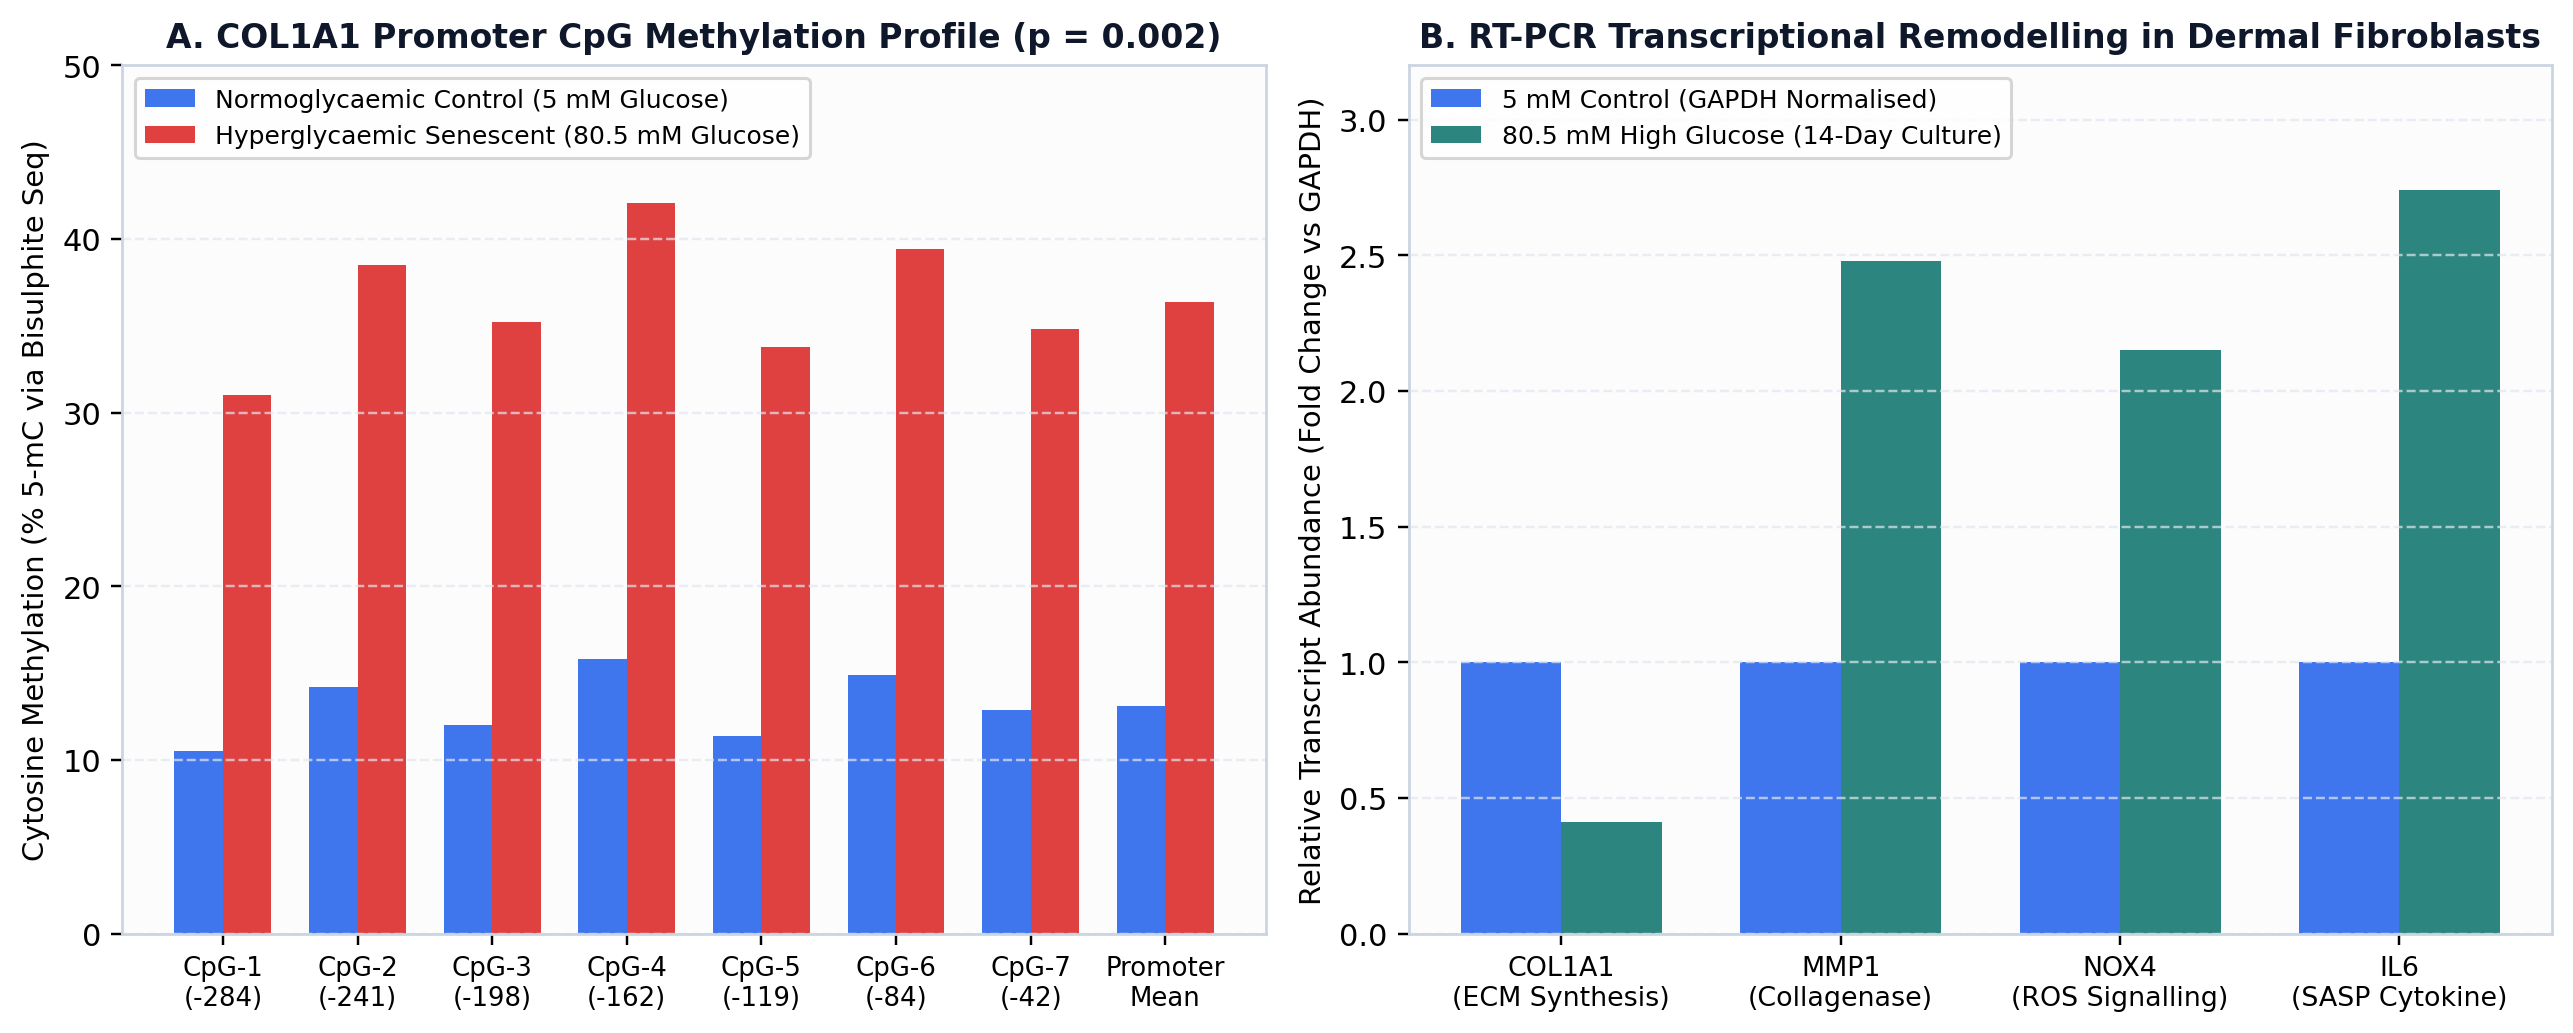 A. COL1A1 Promoter CpG Methylation Profile (p = 0.002)
Cytosine Methylation (% 5-mC via Bisulphite Seq)
50
40
30
20
10
0
Normoglycaemic Control (5 mM Glucose)
Hyperglycaemic Senescent (80.5 mM Glucose)
CpG-1
(-284)
CpG-2
(-241)
CpG-3
(-198)
CpG-4
(-162)
CpG-5
(-119)
CpG-6
(-84)
CpG-7
(-42)
Promoter
Mean
B. RT-PCR Transcriptional Remodelling in Dermal Fibroblasts
Relative Transcript Abundance (Fold Change vs GAPDH)
3.0
2.5
2.0
1.5
1.0
0.5
0.0
5 mM Control (GAPDH Normalised)
80.5 mM High Glucose (14-Day Culture)
COL1A1
(ECM Synthesis)
MMP1
(Collagenase)
NOX4
(ROS Signalling)
IL6
(SASP Cytokine)